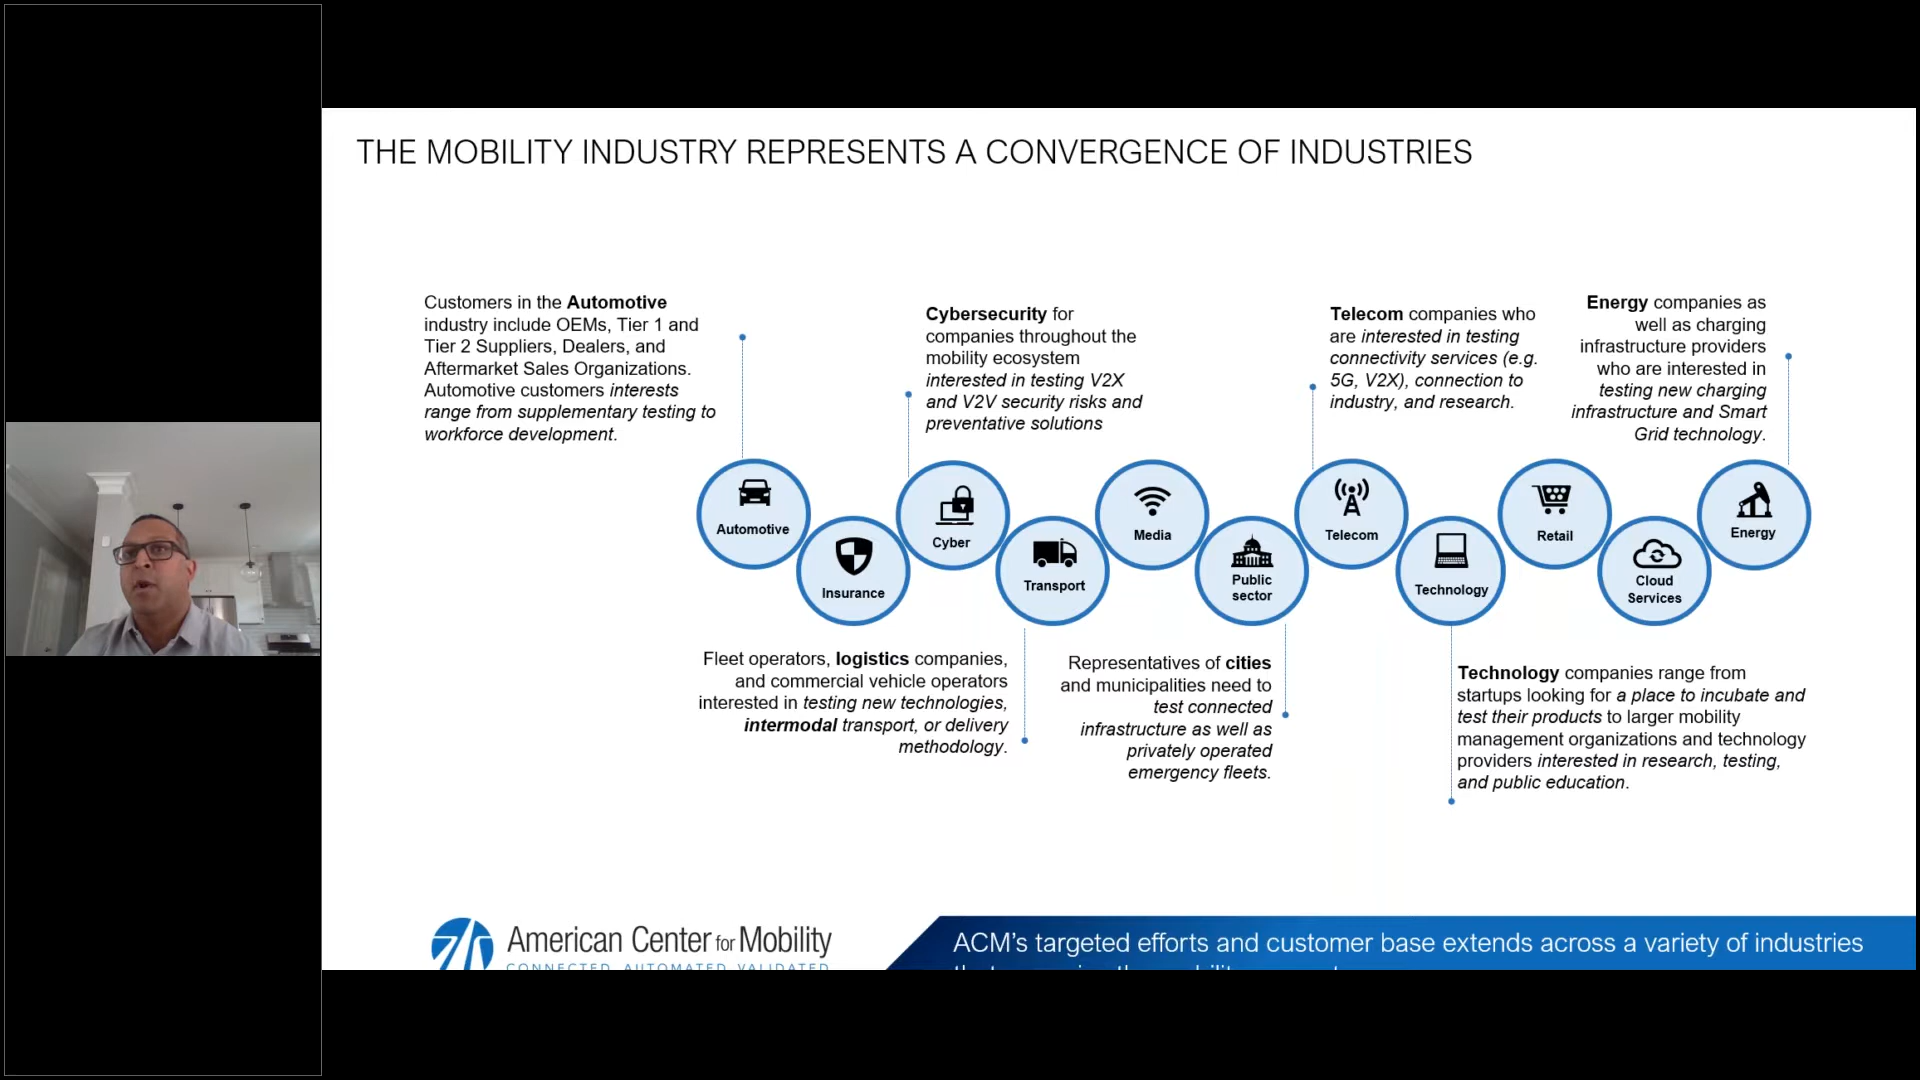 THE MOBILITY INDUSTRY REPRESENTS A CONVERGENCE OF INDUSTRIES
Customers in the Automotive
industry include OEMs, Tier 1 and
Tier 2 Suppliers, Dealers, and
Aftermarket Sales Organizations.
Automotive customers interests
range from supplementary testing to
workforce development.
Cybersecurity for
companies throughout the
mobility ecosystem
interested in testing V2X
and V2V security risks and
preventative solutions
Telecom companies who
are interested in testing
connectivity services (e.g.
5G, V2X), connection to
industry, and research.
Energy companies as
well as charging
infrastructure providers
who are interested in
testing new charging
infrastructure and Smart
Grid technology.
Automotive
Insurance
Cyber
Transport
Media
Public
sector
Telecom
Technology
Retail
Cloud
Services
Energy
Fleet operators, logistics companies,
and commercial vehicle operators
interested in testing new technologies,
intermodal transport, or delivery
methodology.
Representatives of cities
and municipalities need to
test connected
infrastructure as well as
privately operated
emergency fleets.
Technology companies range from
startups looking for a place to incubate and
test their products to larger mobility
management organizations and technology
providers interested in research, testing,
and public education.
American Center for Mobility
CONNECTED. AUTOMATED. VALIDATED.
ACM's targeted efforts and customer base extends across a variety of industries